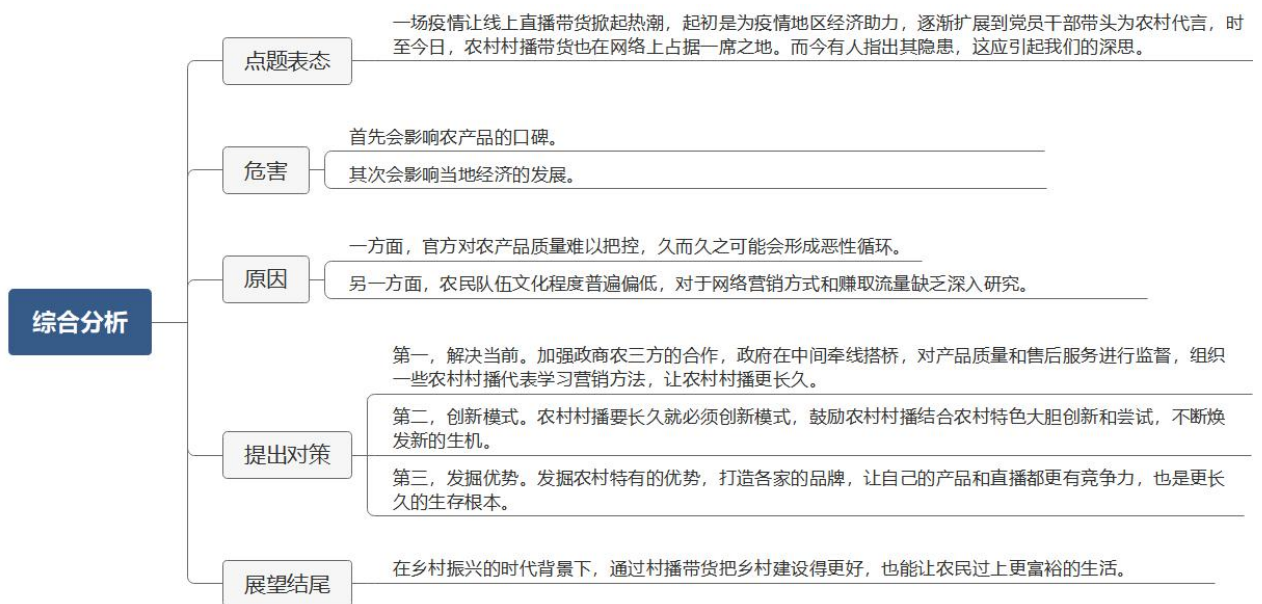 一场疫情让线上直播带货掀起热潮，起初是为疫情地区经济助力，逐渐扩展到党员干部带头为农村代言，时
至今日，农村村播带货也在网络上占据一席之地。而今有人指出其隐患，这应引起我们的深思。
点题表态
首先会影响农产品的口碑。
危害
其次会影响当地经济的发展。
一方面，官方对农产品质量难以把控，久而久之可能会形成恶性循环。
原因
另一方面，农民队伍文化程度普遍偏低，对于网络营销方式和赚取流量缺乏深入研究。
综合分析
第一，解决当前。加强政商农三方的合作，政府在中间牵线搭桥，对产品质量和售后服务进行监督，组织
一些农村村播代表学习营销方法，让农村村播更长久。
第二，创新模式。农村村播要长久就必须创新模式，鼓励农村村播结合农村特色大胆创新和尝试，不断焕
发新的生机。
提出对策
第三，发掘优势。发掘农村特有的优势，打造各家的品牌，让自己的产品和直播都更有竞争力，也是更长
久的生存根本。
在乡村振兴的时代背景下，通过村播带货把乡村建设得更好，也能让农民过上更富裕的生活。
展望结尾